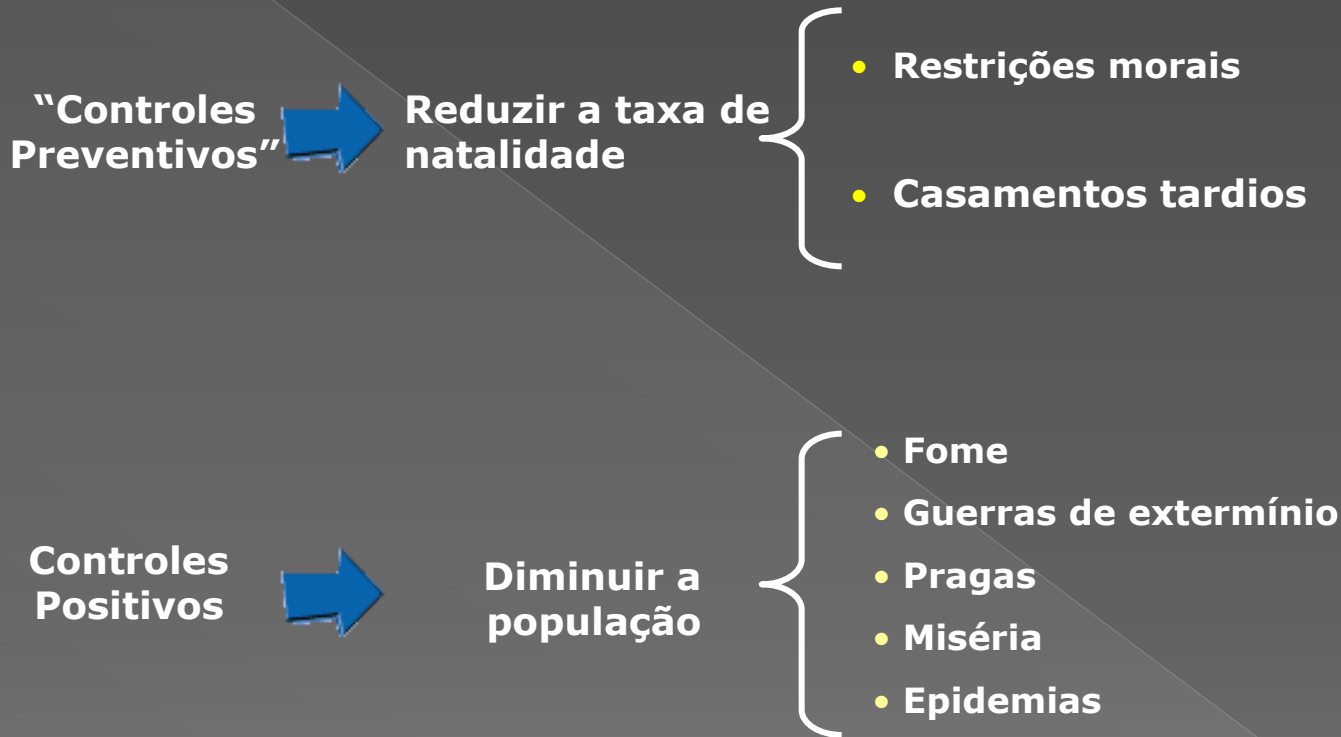 “Controles
Preventivos”
Reduzir a taxa de
natalidade
• Restrições morais
• Casamentos tardios
Controles
Positivos
Diminuir a
população
• Fome
• Guerras de extermínio
• Pragas
• Miséria
• Epidemias